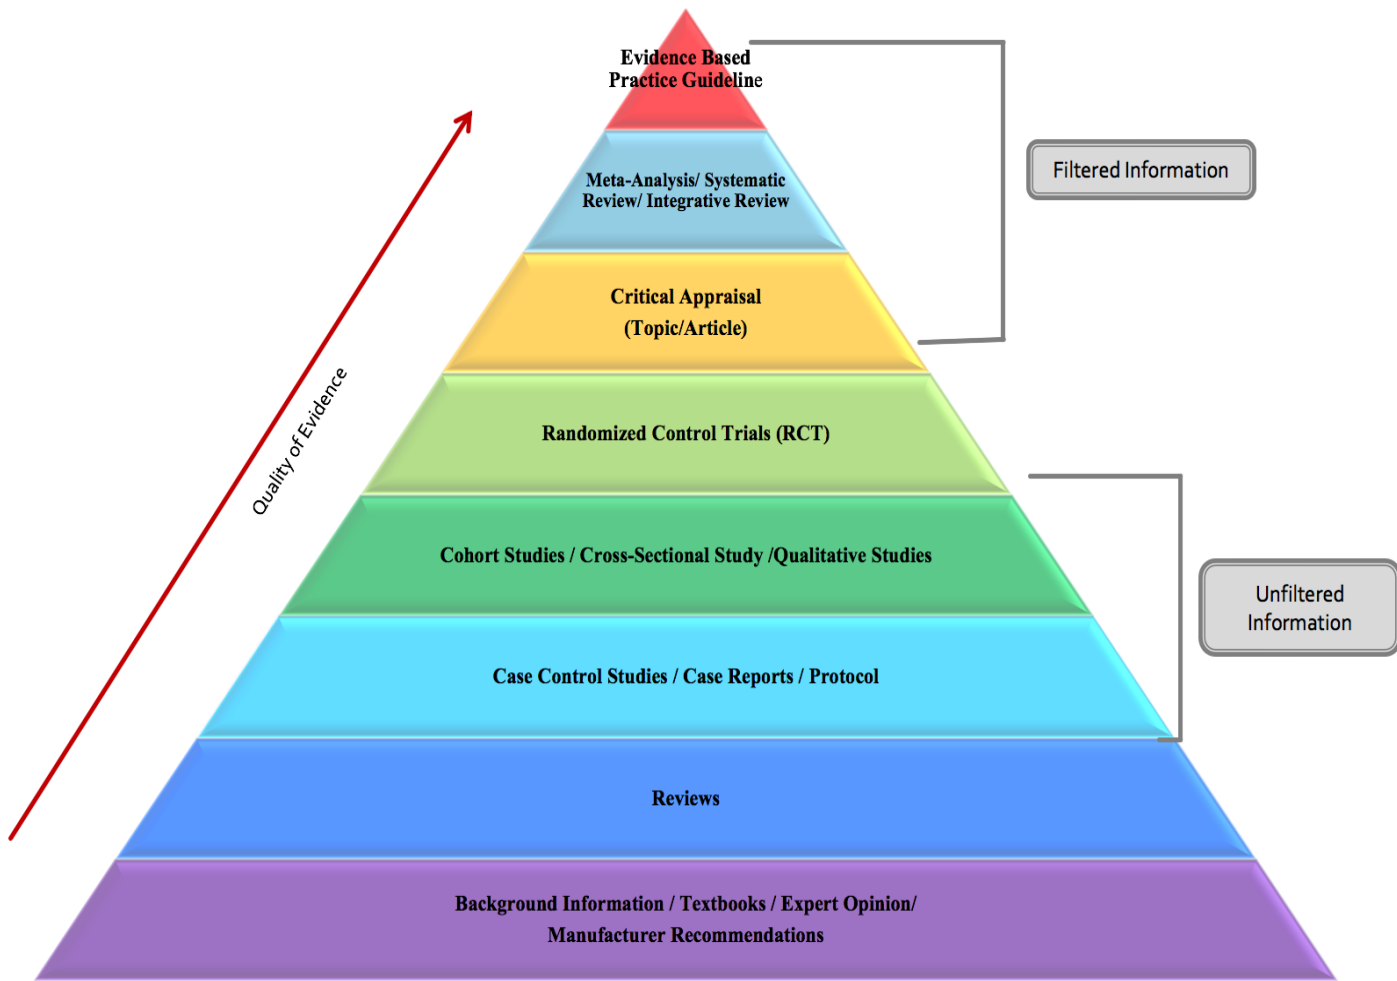 Evidence Based
Practice Guideline
Filtered Information
Meta-Analysis/ Systematic
Review/ Integrative Review
Critical Appraisal
(Topic/Article)
Quality of Evidence
Randomized Control Trials (RCT)
Cohort Studies / Cross-Sectional Study /Qualitative Studies
Unfiltered
Information
Case Control Studies / Case Reports / Protocol
Reviews
Background Information / Textbooks / Expert Opinion/
Manufacturer Recommendations